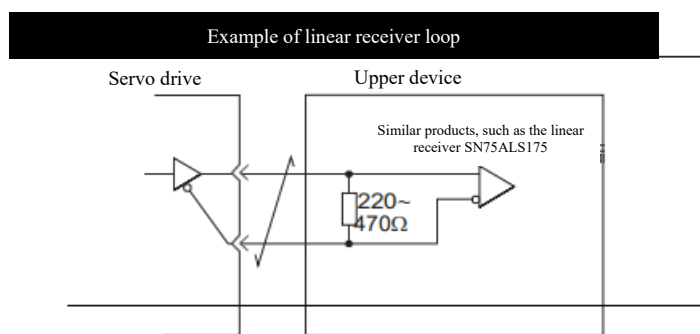 Example of linear receiver loop
Servo drive
Upper device
Similar products, such as the linear
receiver SN75ALS175
220~
470Ω